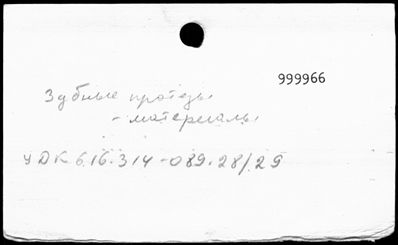 999966
Зубные протезы
- материалы
УДК 616.314-089.28/29